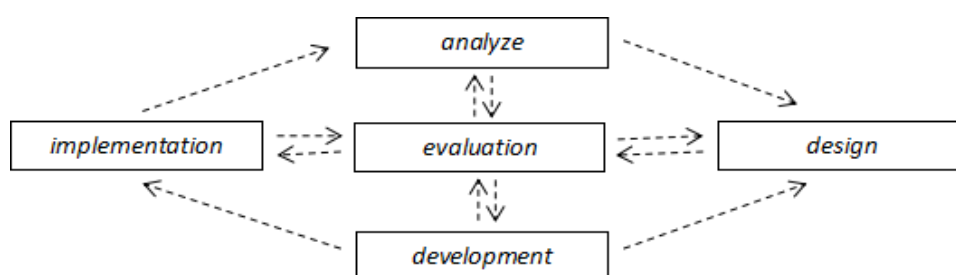 analyze
implementation
evaluation
design
development